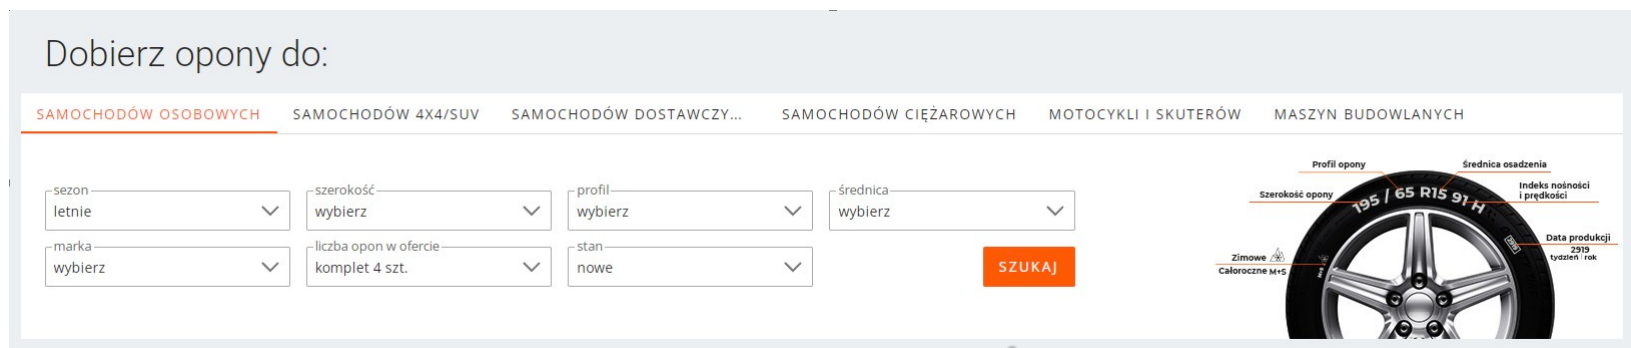 Dobierz opony do:
SAMOCHODÓW OSOBOWYCH SAMOCHODÓW 4X4/SUV SAMOCHODÓW DOSTAWCZY... SAMOCHODÓW CIĘŻAROWYCH MOTOCYKLI I SKUTERÓW MASZYN BUDOWLANYCH
sezon szerokość profil średnica
letnie wybierz wybierz wybierz
marka liczba opon w ofercie stan
wybierz komplet 4 szt. nowe SZUKAJ
Profil opony Średnica osadzenia
Szerokość opony Indeks nośności
i prędkości
195 / 65 R15 91 H
Data produkcji
2919
tydzień rok
2919
Zimowe
Całoroczne M+S
M+S